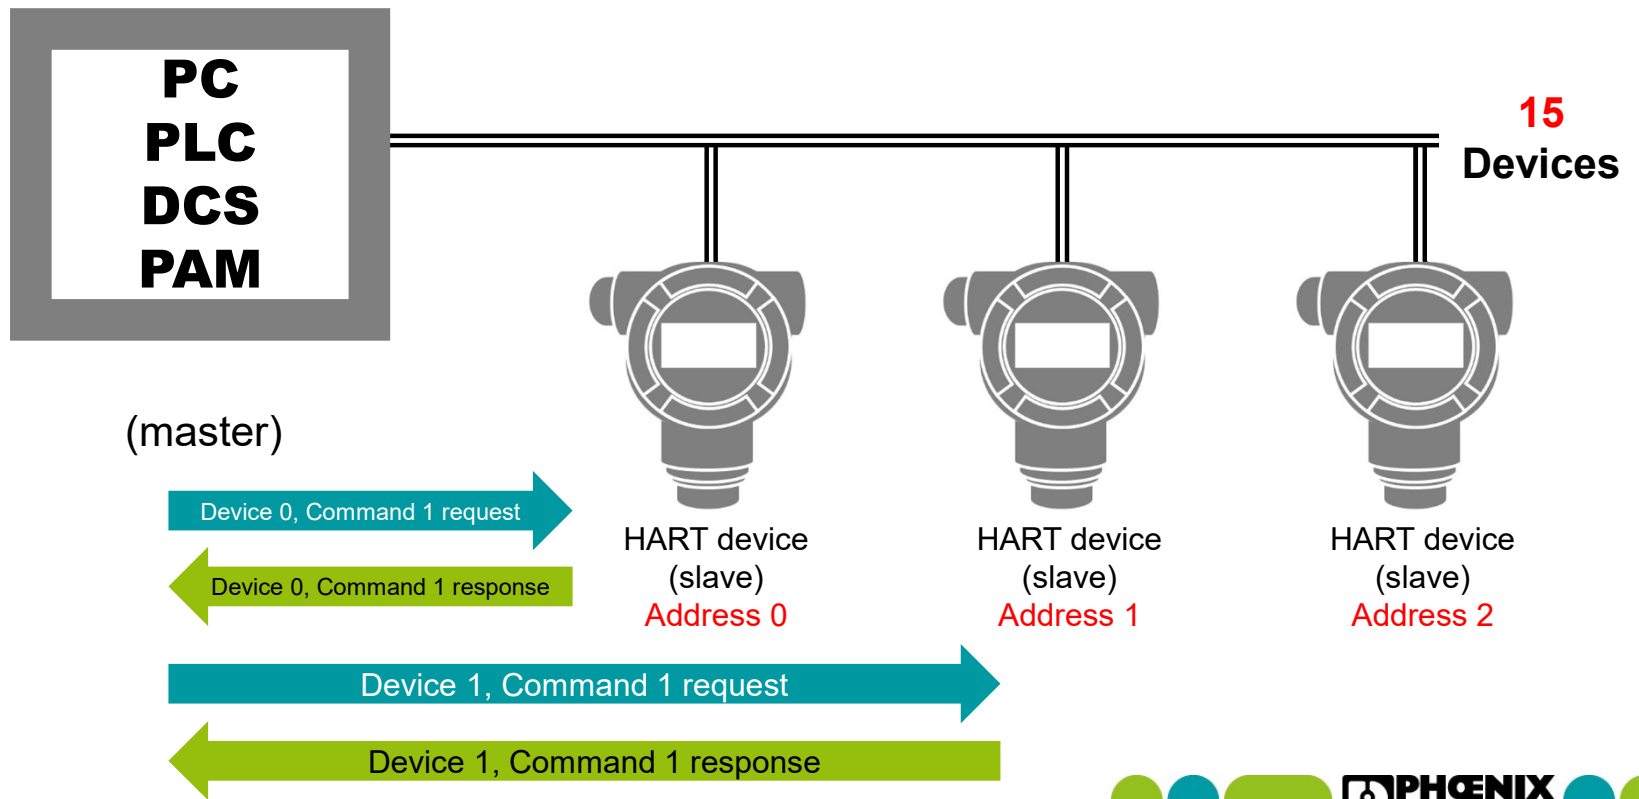 PC
PLC
DCS
PAM
15
Devices
(master)
Device 0, Command 1 request
Device 0, Command 1 response
HART device
(slave)
Address 0
HART device
(slave)
Address 1
HART device
(slave)
Address 2
Device 1, Command 1 request
Device 1, Command 1 response
PHŒNIX